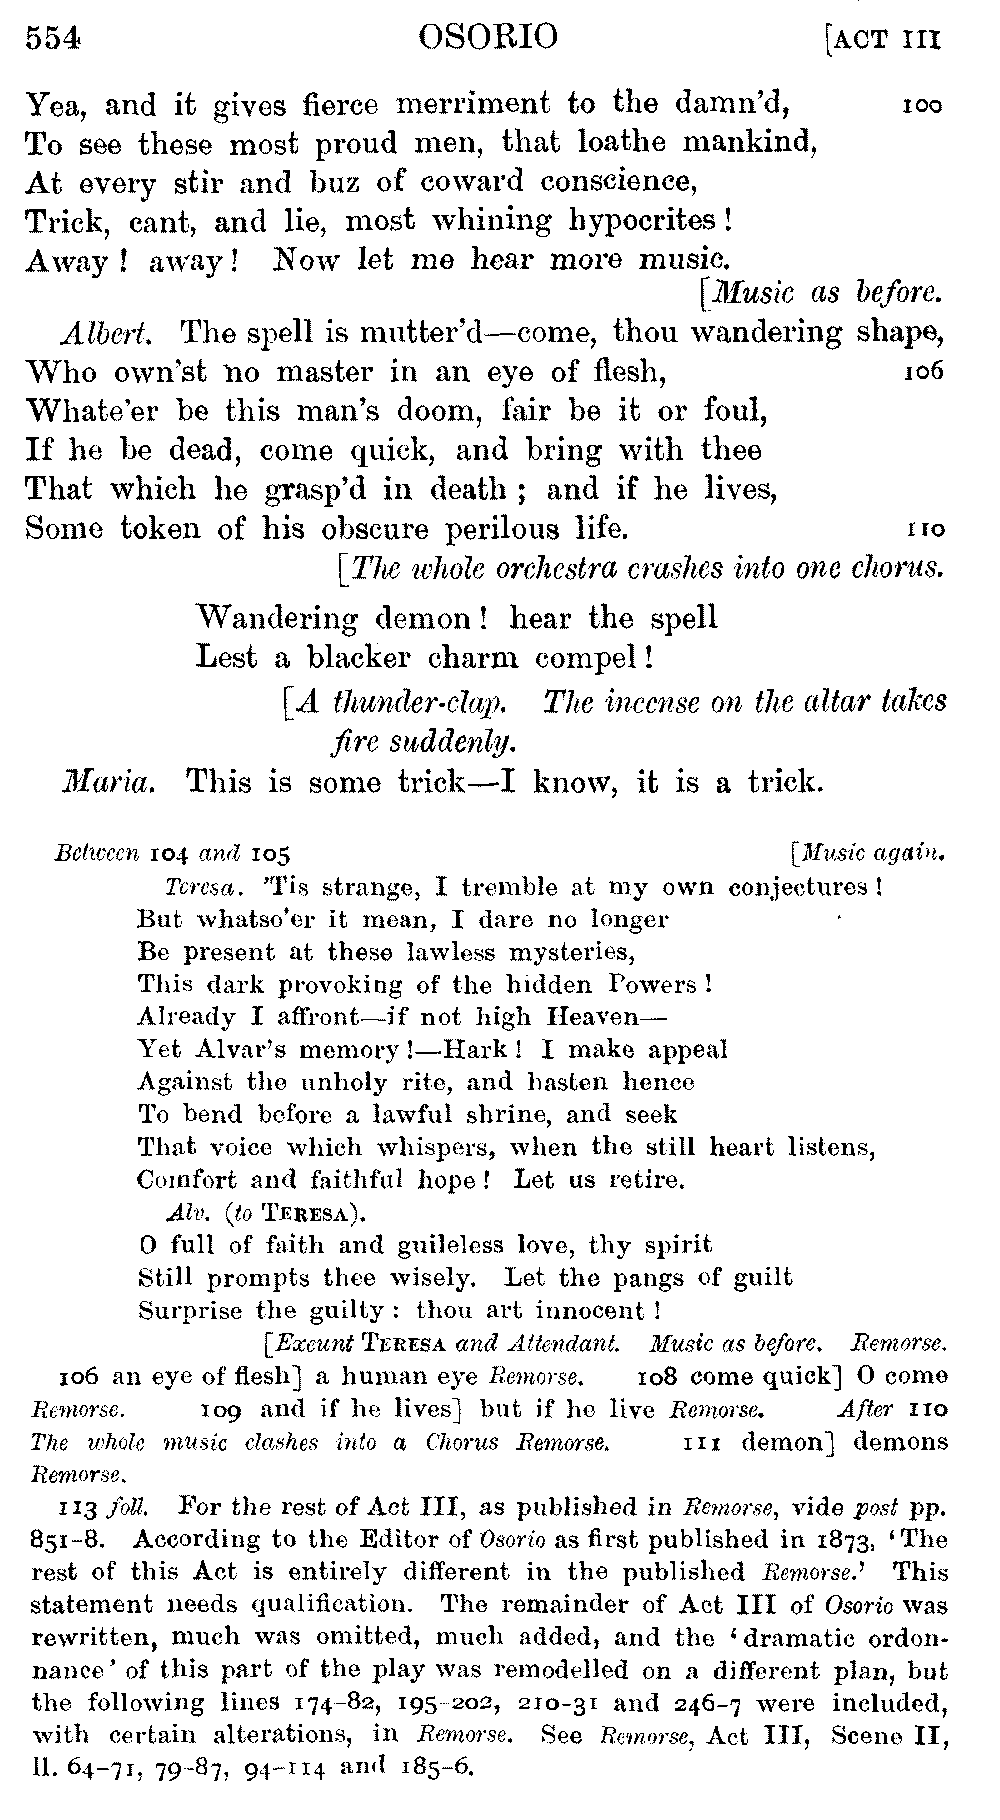 554 OSORIO [ACT III
Yea, and it gives fierce merriment to the damn'd, 100
To see these most proud men, that loathe mankind,
At every stir and buz of coward conscience,
Trick, cant, and lie, most whining hypocrites!
Away! away! Now let me hear more music.
[Music as before.
Albert. The spell is mutter'd—come, thou wandering shape,
Who own'st no master in an eye of flesh, 106
Whate'er be this man's doom, fair be it or foul,
If he be dead, come quick, and bring with thee
That which he grasp'd in death; and if he lives,
Some token of his obscure perilous life. 110
[The whole orchestra crashes into one chorus.
Wandering demon! hear the spell
Lest a blacker charm compel!
[A thunder-clap. The incense on the altar takes
fire suddenly.
Maria. This is some trick—I know, it is a trick.
Between 104 and 105 [Music again.
Teresa. 'Tis strange, I tremble at my own conjectures!
But whatso'er it mean, I dare no longer
Be present at these lawless mysteries,
This dark provoking of the hidden Powers!
Already I affront—if not high Heaven—
Yet Alvar's memory!—Hark! I make appeal
Against the unholy rite, and hasten hence
To bend before a lawful shrine, and seek
That voice which whispers, when the still heart listens,
Comfort and faithful hope! Let us retire.
Alv. (to TERESA).
O full of faith and guileless love, thy spirit
Still prompts thee wisely. Let the pangs of guilt
Surprise the guilty: thou art innocent!
[Exeunt TERESA and Attendant. Music as before. Remorse.
106 an eye of flesh] a human eye Remorse. 108 come quick] O come
Remorse. 109 and if he lives] but if he live Remorse. After 110
The whole music clashes into a Chorus Remorse. 111 demon] demons
Remorse.
113 foll. For the rest of Act III, as published in Remorse, vide post pp.
851-8. According to the Editor of Osorio as first published in 1873, 'The
rest of this Act is entirely different in the published Remorse.' This
statement needs qualification. The remainder of Act III of Osorio was
rewritten, much was omitted, much added, and the 'dramatic ordon-
nance' of this part of the play was remodelled on a different plan, but
the following lines 174-82, 195-202, 210-31 and 246-7 were included,
with certain alterations, in Remorse. See Remorse, Act III, Scene II,
ll. 64-71, 79-87, 94-114 and 185-6.